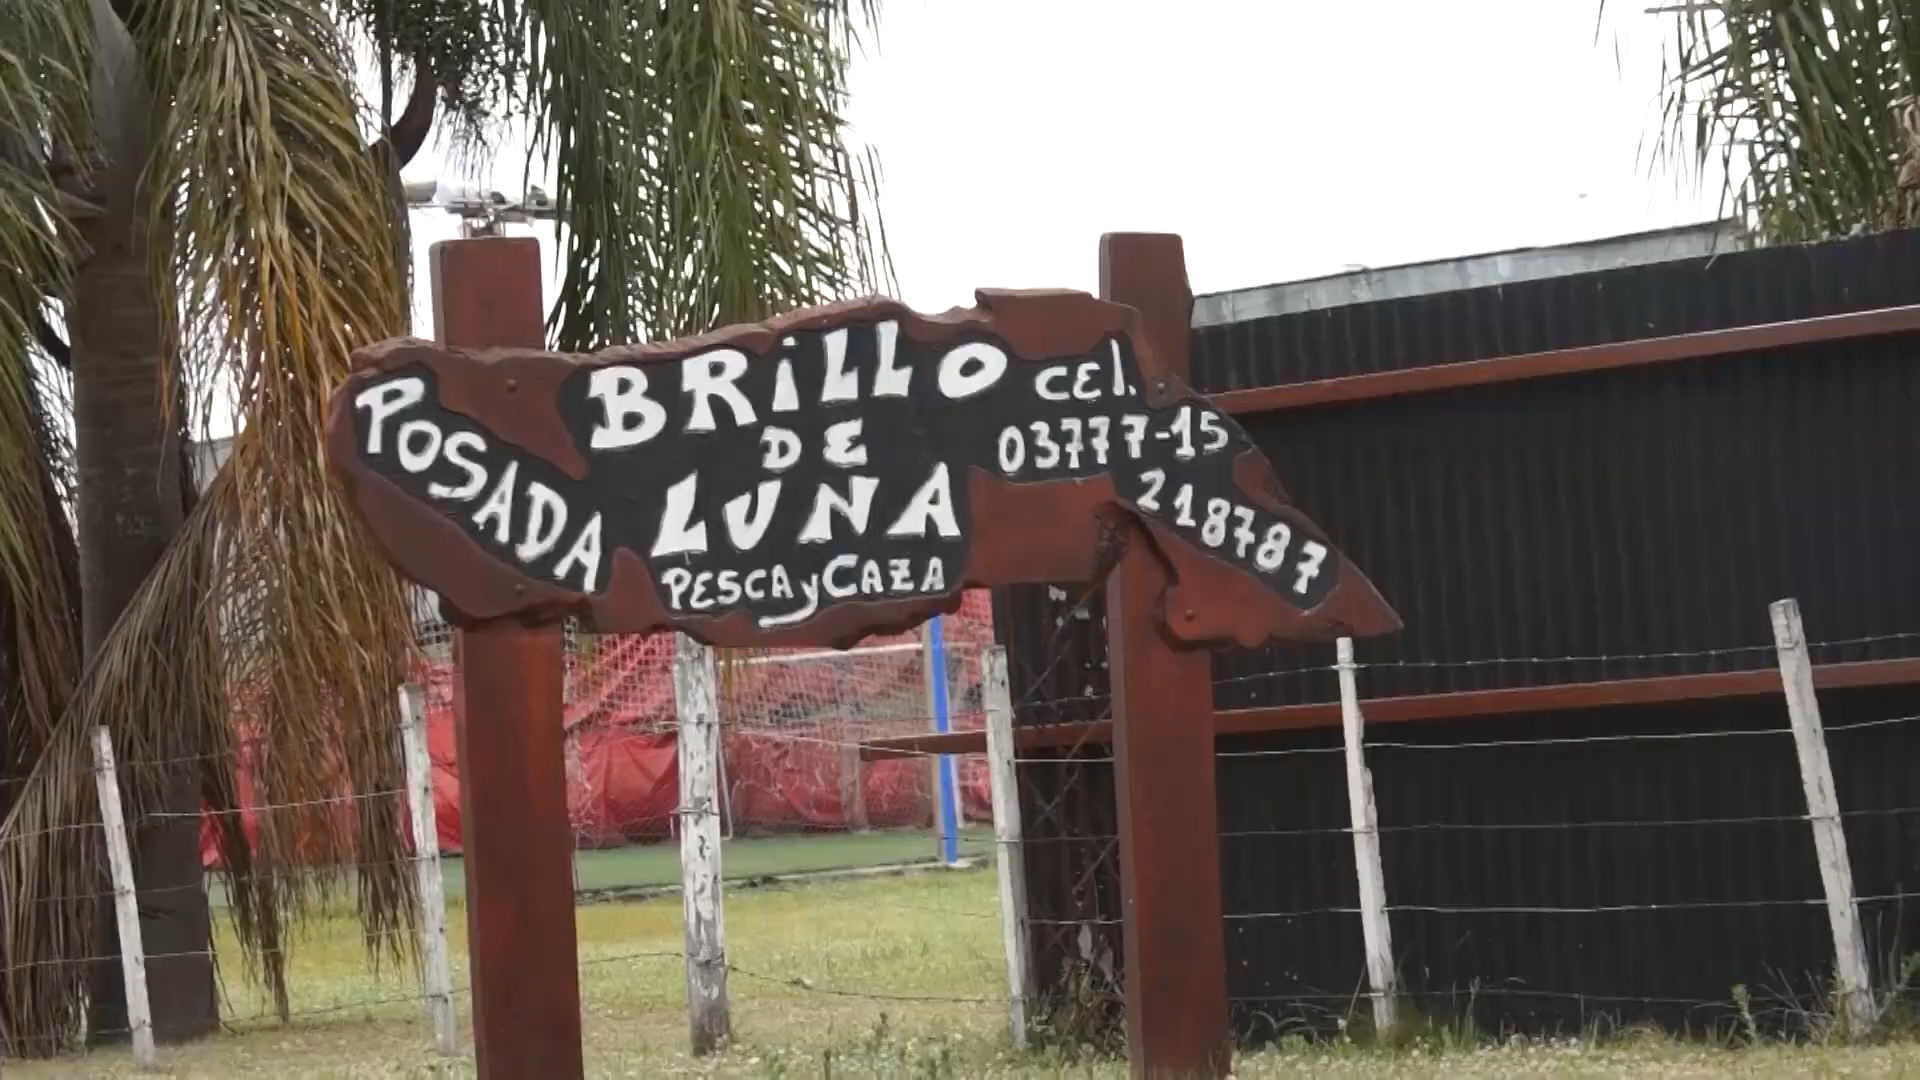 POSADA
BRiLLO
DE
LUNA
PESCA y CAZA
CEl.
03777-15
218787